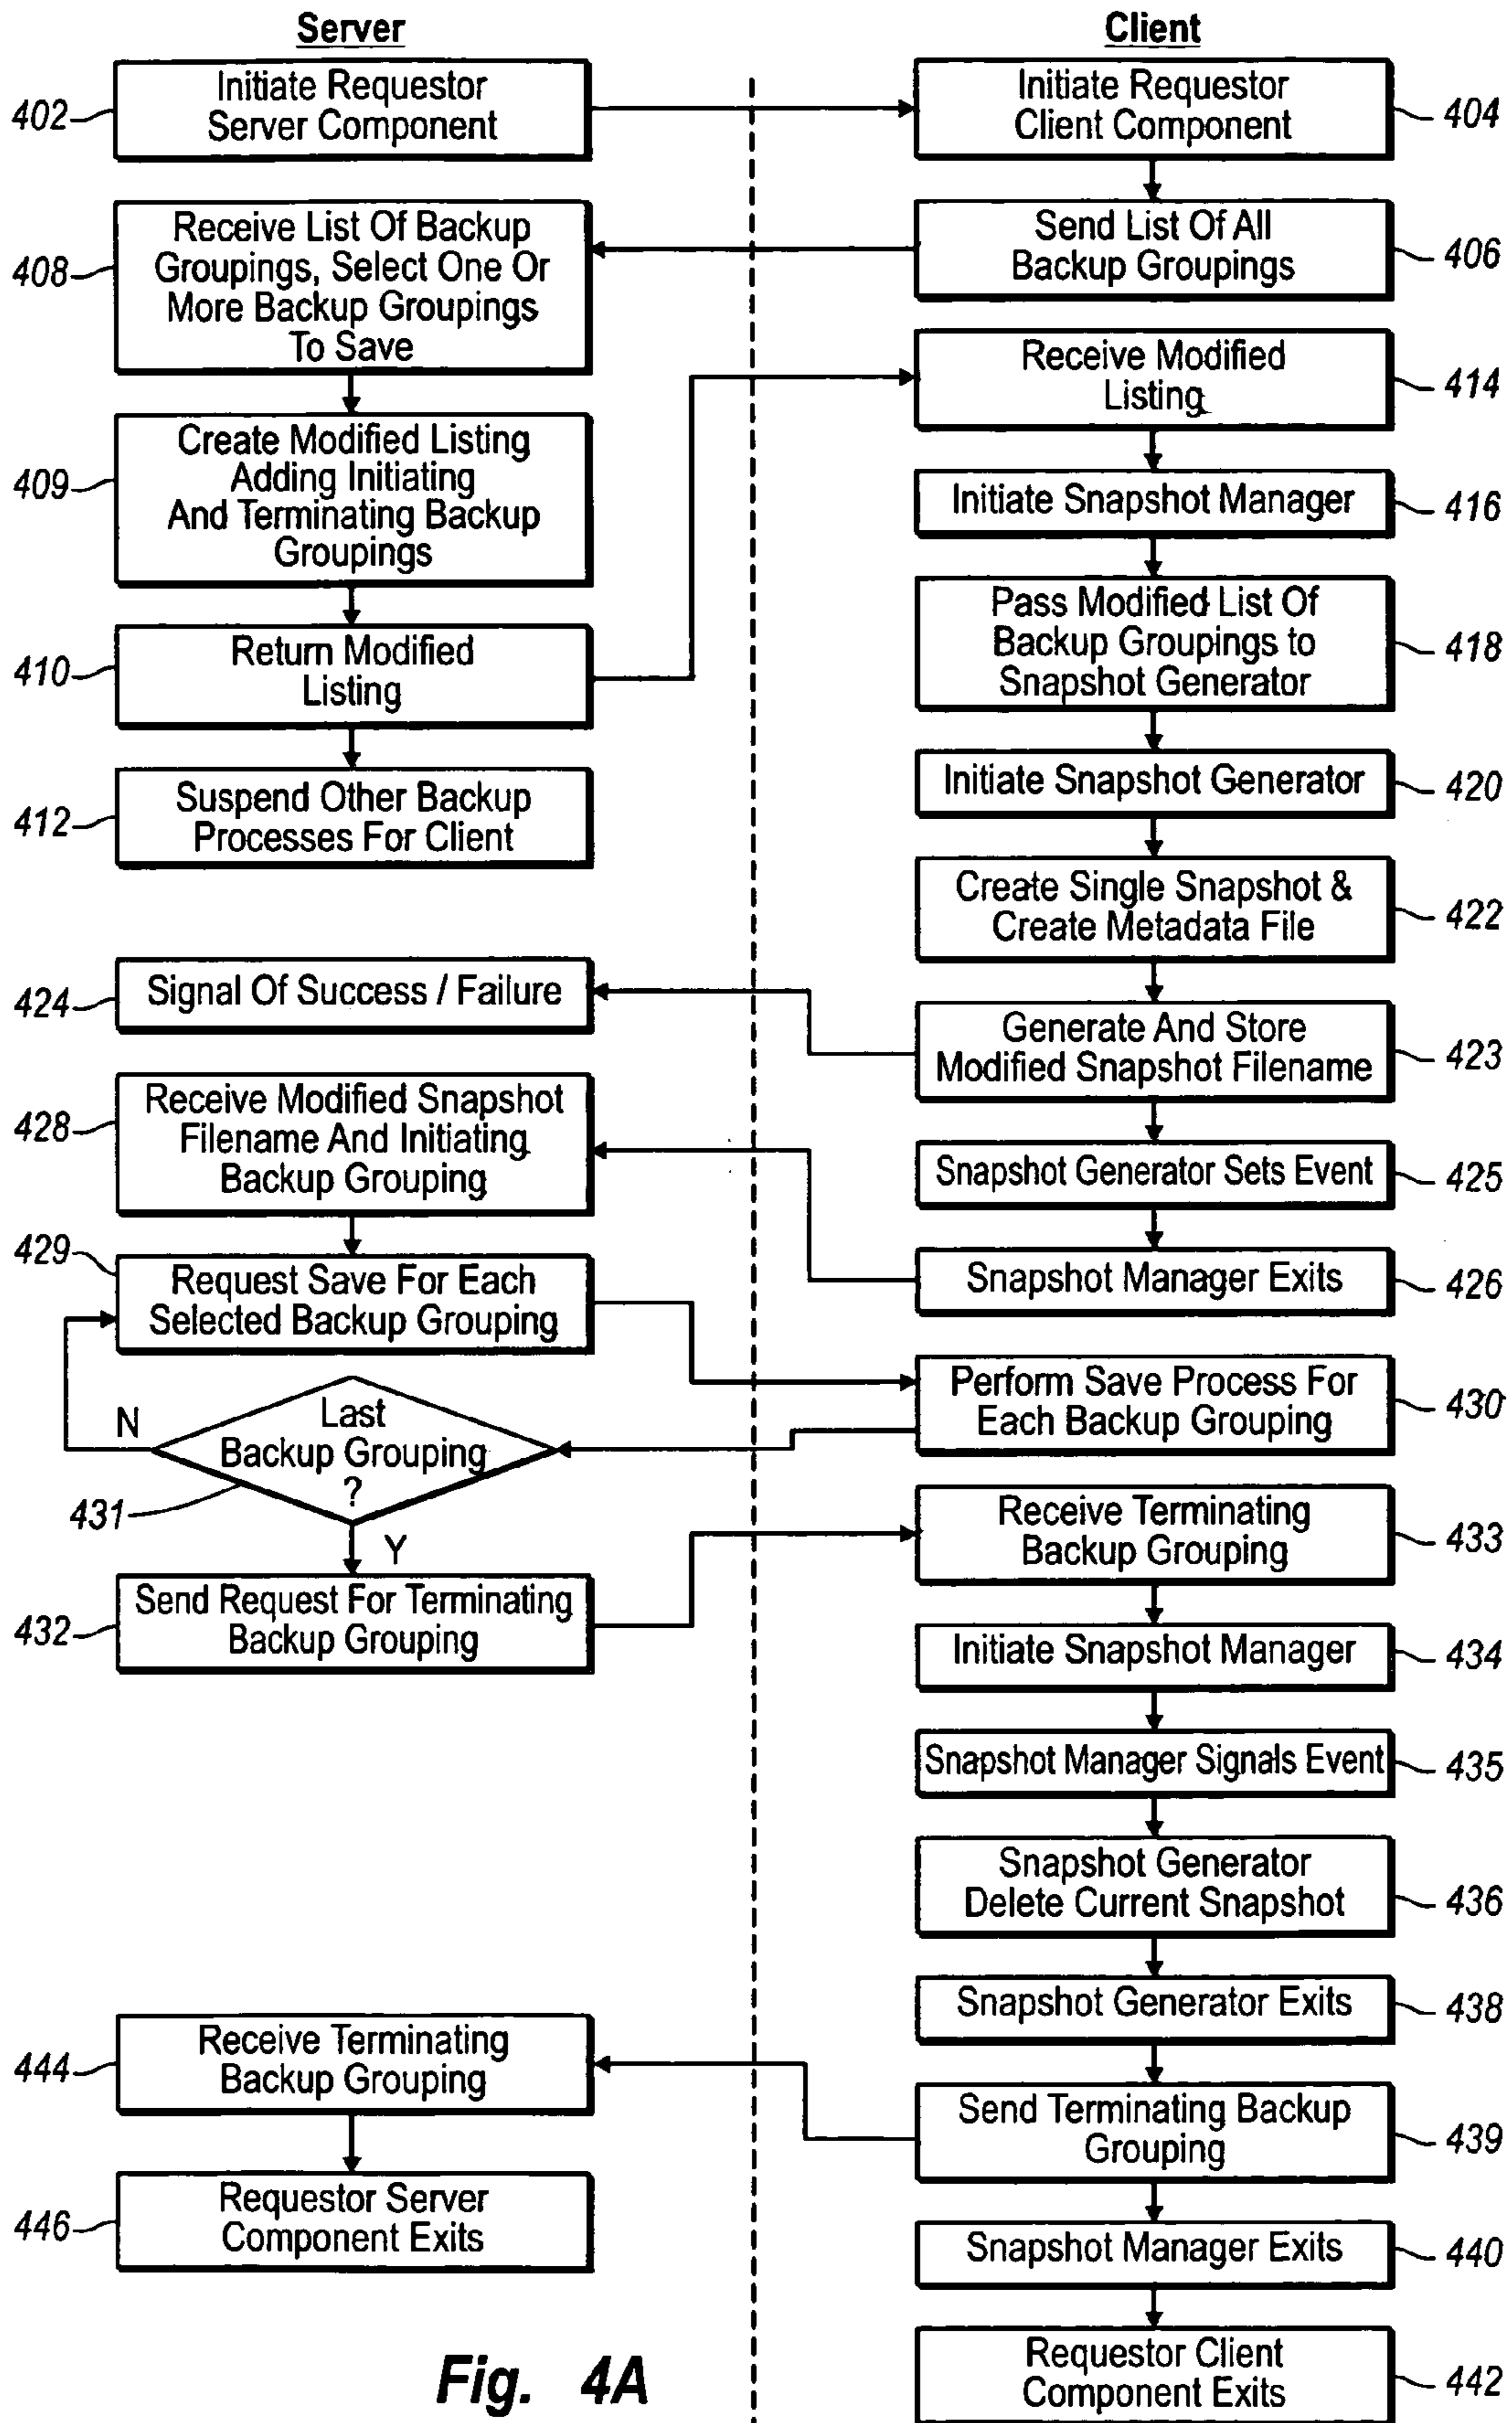 Server
Client
402
Initiate Requestor
Server Component
Initiate Requestor
Client Component
404
408
Receive List Of Backup
Groupings, Select One Or
More Backup Groupings
To Save
Send List Of All
Backup Groupings
406
Receive Modified
Listing
414
409
Create Modified Listing
Adding Initiating
And Terminating Backup
Groupings
Initiate Snapshot Manager
416
Pass Modified List Of
Backup Groupings to
Snapshot Generator
418
410
Return Modified
Listing
Initiate Snapshot Generator
420
412
Suspend Other Backup
Processes For Client
Create Single Snapshot &
Create Metadata File
422
424
Signal Of Success / Failure
Generate And Store
Modified Snapshot Filename
423
428
Receive Modified Snapshot
Filename And Initiating
Backup Grouping
Snapshot Generator Sets Event
425
429
Request Save For Each
Selected Backup Grouping
Snapshot Manager Exits
426
Perform Save Process For
Each Backup Grouping
430
N
Last
Backup Grouping
?
431
Y
Receive Terminating
Backup Grouping
433
432
Send Request For Terminating
Backup Grouping
Initiate Snapshot Manager
434
Snapshot Manager Signals Event
435
Snapshot Generator
Delete Current Snapshot
436
Snapshot Generator Exits
438
444
Receive Terminating
Backup Grouping
Send Terminating Backup
Grouping
439
446
Requestor Server
Component Exits
Snapshot Manager Exits
440
Requestor Client
Component Exits
442
Fig. 4A